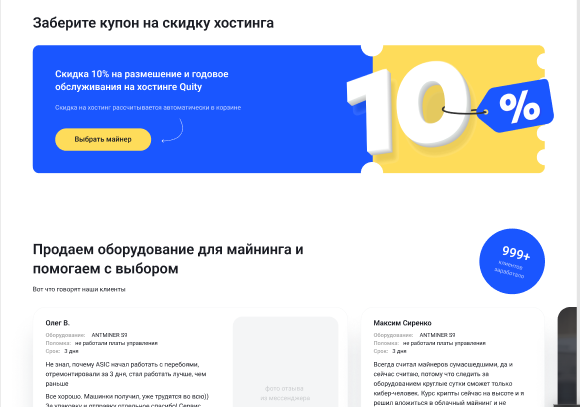 Заберите купон на скидку хостинга
Скидка 10% на размещение и годовое
обслуживания на хостинге Quity
Скидка на хостинг рассчитывается автоматически в корзине
Выбрать майнер
10
%
Продаем оборудование для майнинга и
помогаем с выбором
999+
клиентов
заработали
Вот что говорят наши клиенты
Олег В.
Оборудование: ANTMINER S9
Поломка: не работали платы управления
Срок: 3 дня
Не знал, почему ASIC начал работать с перебоями,
отремонтировали за 3 дня, стал работать лучше, чем
раньше
Все хорошо. Машинки получил, уже трудятся во всю))
За упаковку и отправку отдельное спасибо! Сервис
фото отзыва
из мессенджера
Максим Сиренко
Оборудование: ANTMINER S9
Поломка: не работали платы управления
Срок: 3 дня
Всегда считал майнеров сумасшедшими, да и
сейчас считаю, потому что следить за
оборудованием круглые сутки сможет только
кибер-человек. Курс крипты сейчас на высоте и я
решил вложиться в облачный майнинг и не